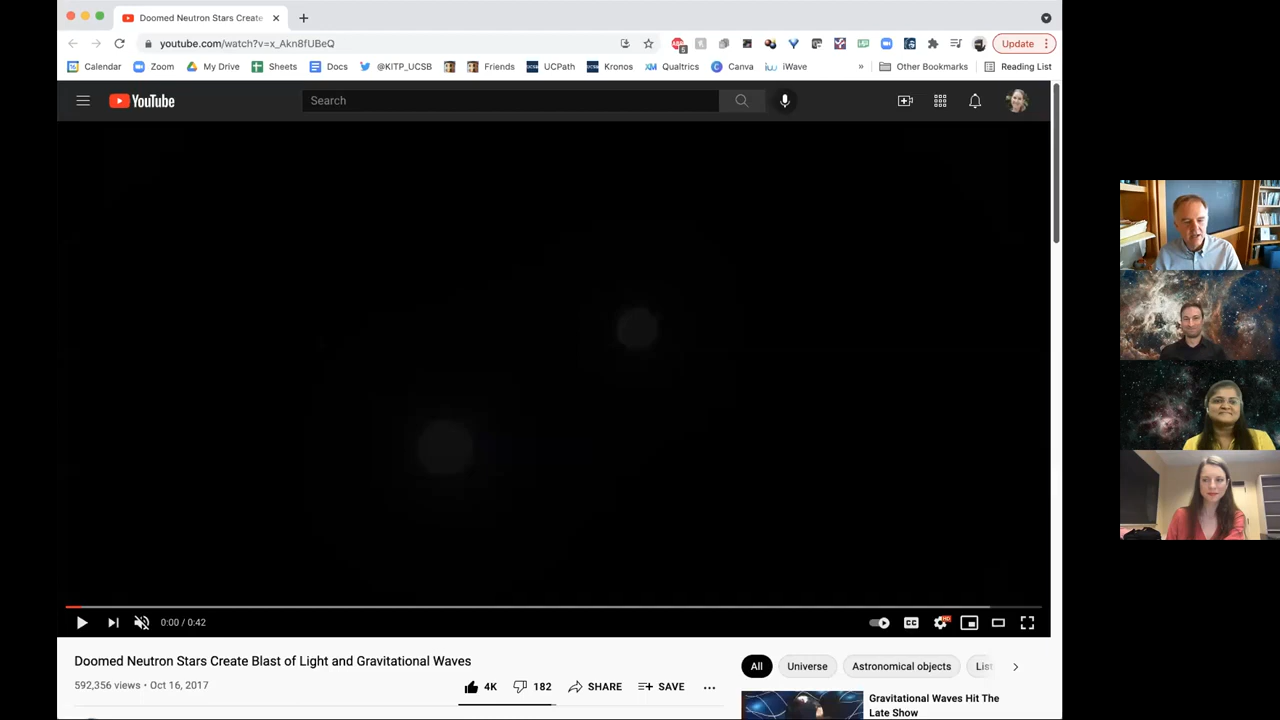 Doomed Neutron Stars Create
youtube.com/watch?v=x_Akn8fUBeQ
Update
Calendar Zoom My Drive Sheets Docs @KITP_UCSB Friends UCPath Kronos Qualtrics Canva iWave » Other Bookmarks Reading List
YouTube
Search
0:00 / 0:42
CC
HD
Doomed Neutron Stars Create Blast of Light and Gravitational Waves
592,356 views • Oct 16, 2017
4K 182 SHARE SAVE
All Universe Astronomical objects List
Gravitational Waves Hit The
Late Show